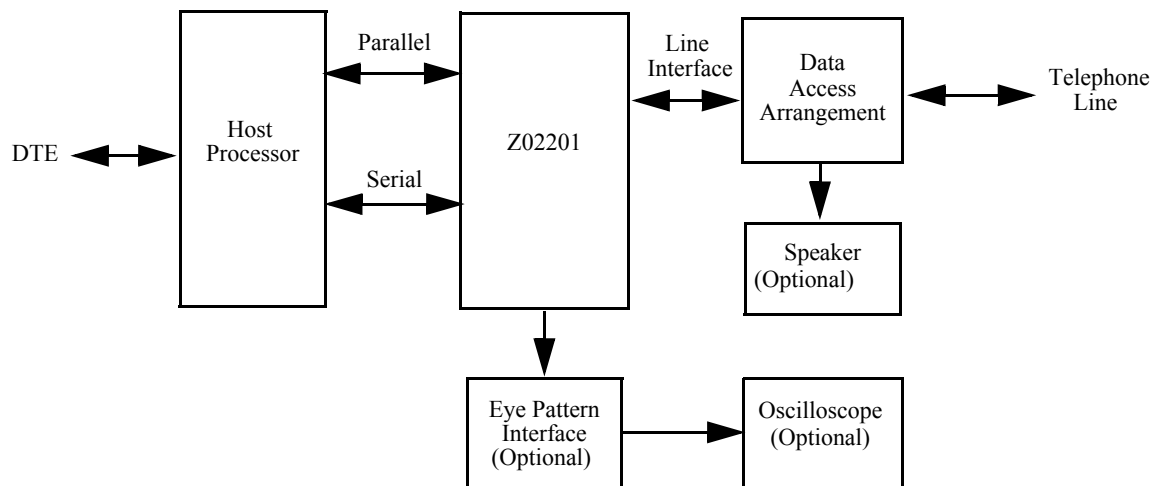 Parallel
Line
Interface
Data
Access
Arrangement
Telephone
Line
DTE
Host
Processor
Z02201
Serial
Speaker
(Optional)
Eye Pattern
Interface
(Optional)
Oscilloscope
(Optional)